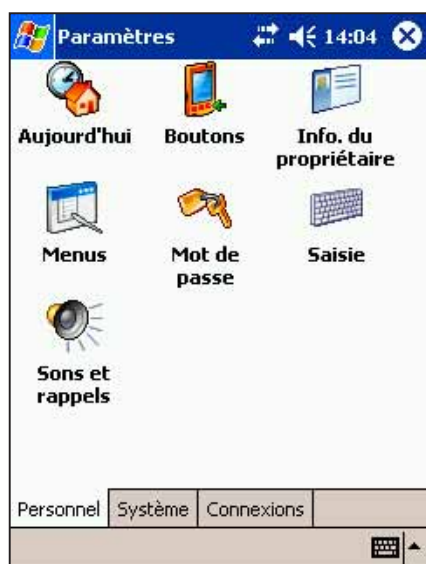 Paramètres 14:04
Aujourd'hui Boutons Info. du
propriétaire
Menus Mot de
passe Saisie
Sons et
rappels
Personnel Système Connexions